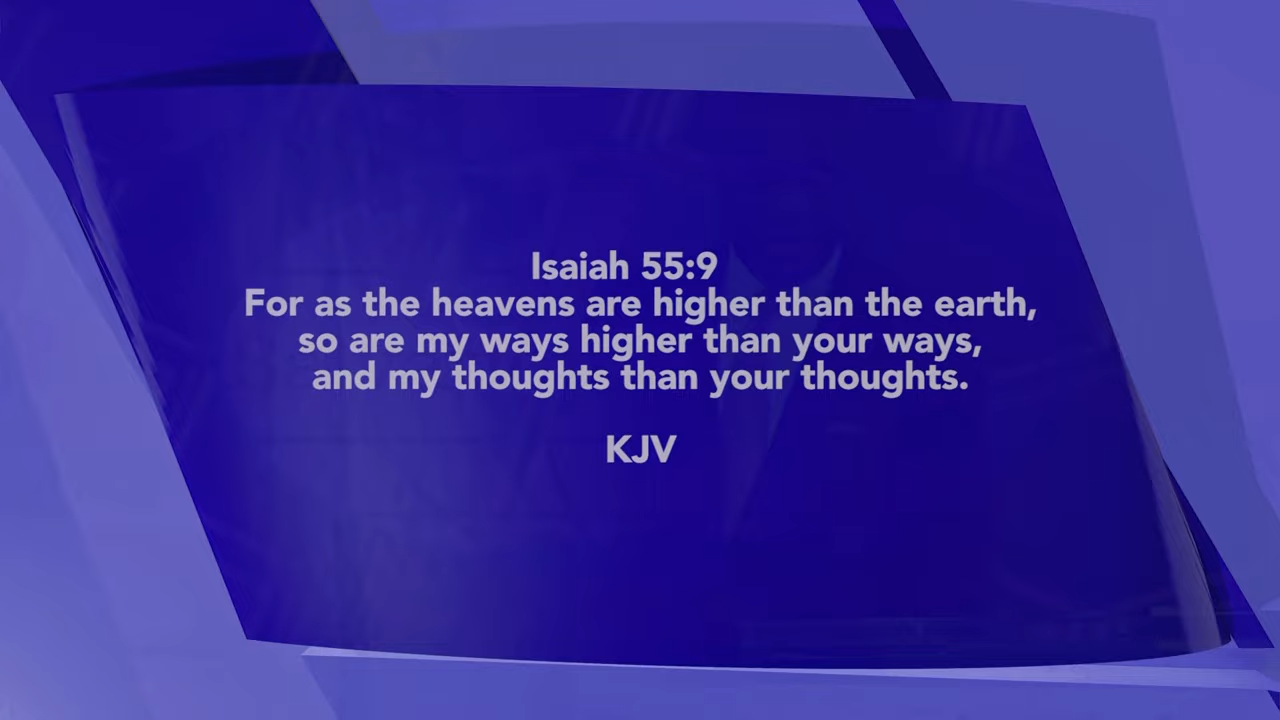 Isaiah 55:9
For as the heavens are higher than the earth,
so are my ways higher than your ways,
and my thoughts than your thoughts.
KJV